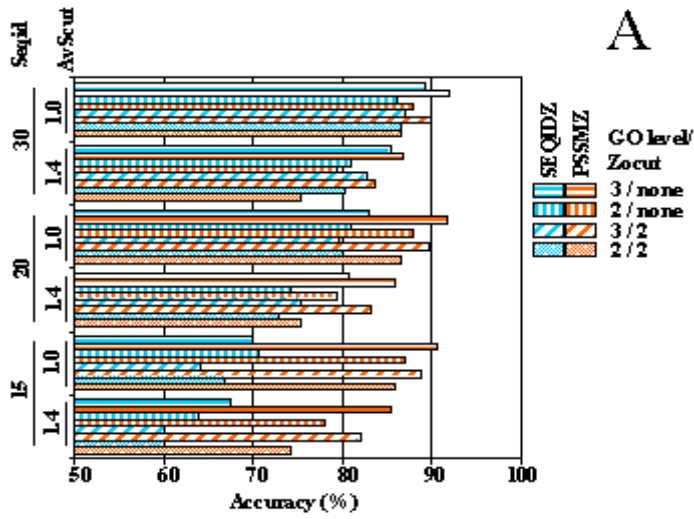 A
Seqid
AvScut
30
1.0
1.4
20
1.0
1.4
15
1.0
1.4
SEQIDZ
PSSMZ
GO level/
Zocut
3 / none
2 / none
3 / 2
2 / 2
50 60 70 80 90 100
Accuracy (%)